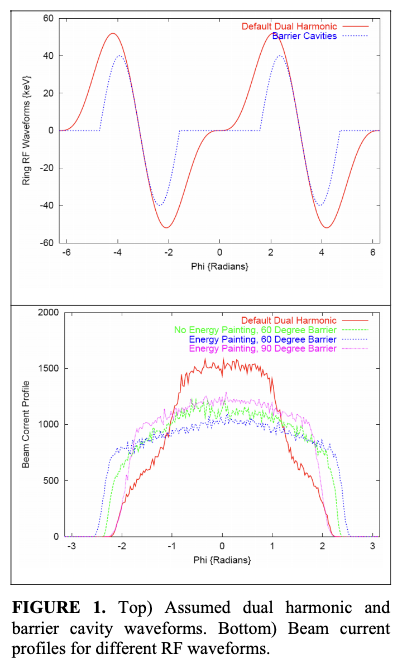 60
40
20
0
-20
-40
-60
Ring RF Waveforms {keV}
Default Dual Harmonic
Barrier Cavities
-6 -4 -2 0 2 4 6
Phi {Radians}
2000
1500
1000
500
0
Beam Current Profile
Default Dual Harmonic
No Energy Painting, 60 Degree Barrier
Energy Painting, 60 Degree Barrier
Energy Painting, 90 Degree Barrier
-3 -2 -1 0 1 2 3
Phi {Radians}
FIGURE 1. Top) Assumed dual harmonic and
barrier cavity waveforms. Bottom) Beam current
profiles for different RF waveforms.